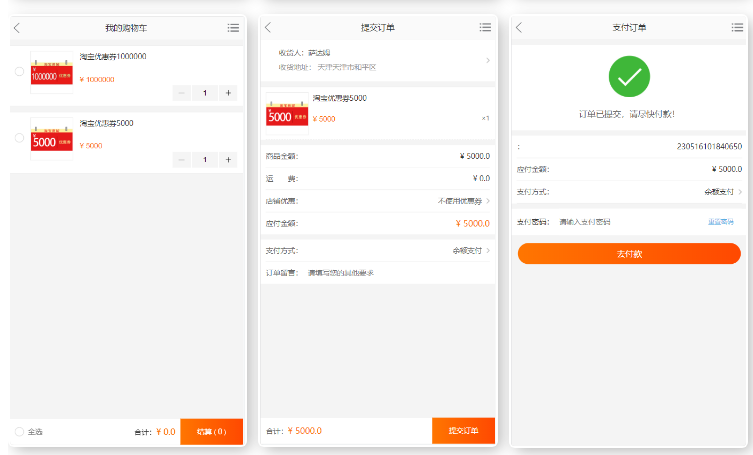 我的购物车
淘宝优惠券1000000
1000000 优惠券
¥ 1000000
− 1 +
淘宝优惠券5000
5000 优惠券
¥ 5000
− 1 +
全选 合计: ¥ 0.0 结算 ( 0 )
提交订单
收货人: 萨达姆
收货地址: 天津天津市和平区
淘宝优惠券5000
5000 优惠券
¥ 5000 ×1
商品金额: ¥ 5000.0
运 费: ¥ 0.0
店铺优惠: 不使用优惠券
应付金额: ¥ 5000.0
支付方式: 余额支付
订单留言: 请填写您的其他要求
合计: ¥ 5000.0 提交订单
支付订单
订单已提交，请尽快付款!
: 230516101840650
应付金额: ¥ 5000.0
支付方式: 余额支付
支付密码: 请输入支付密码 重置密码
去付款